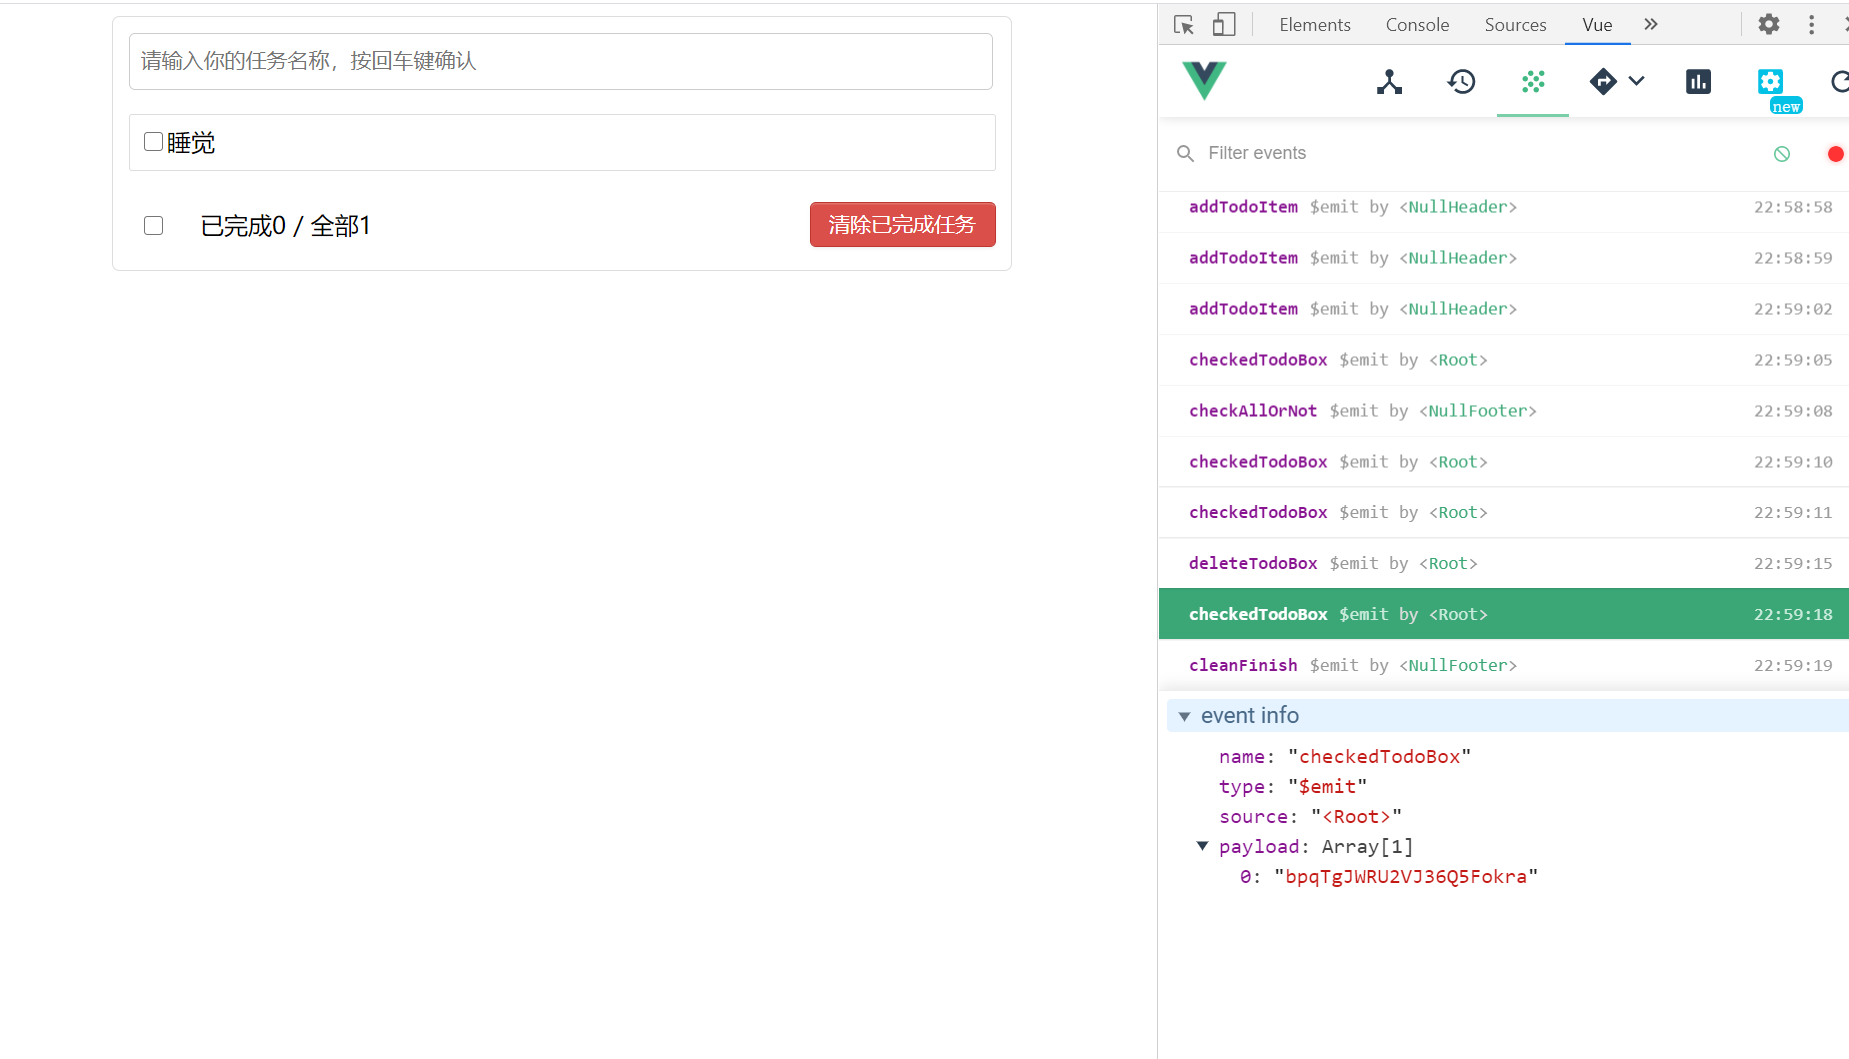 请输入你的任务名称，按回车键确认
睡觉
已完成0 / 全部1
清除已完成任务
Elements Console Sources Vue
new
Filter events
addTodoItem $emit by <NullHeader> 22:58:58
addTodoItem $emit by <NullHeader> 22:58:59
addTodoItem $emit by <NullHeader> 22:59:02
checkedTodoBox $emit by <Root> 22:59:05
checkAllOrNot $emit by <NullFooter> 22:59:08
checkedTodoBox $emit by <Root> 22:59:10
checkedTodoBox $emit by <Root> 22:59:11
deleteTodoBox $emit by <Root> 22:59:15
checkedTodoBox $emit by <Root> 22:59:18
cleanFinish $emit by <NullFooter> 22:59:19
event info
name: "checkedTodoBox"
type: "$emit"
source: "<Root>"
payload: Array[1]
0: "bpqTgJWRU2VJ36Q5Fokra"